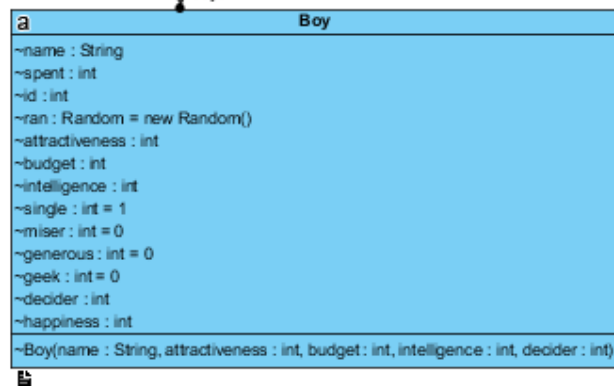 a
Boy
~name : String
~spent : int
~id : int
~ran : Random = new Random()
~attractiveness : int
~budget : int
~intelligence : int
~single : int = 1
~miser : int = 0
~generous : int = 0
~geek : int = 0
~decider : int
~happiness : int
~Boy(name : String, attractiveness : int, budget : int, intelligence : int, decider : int)